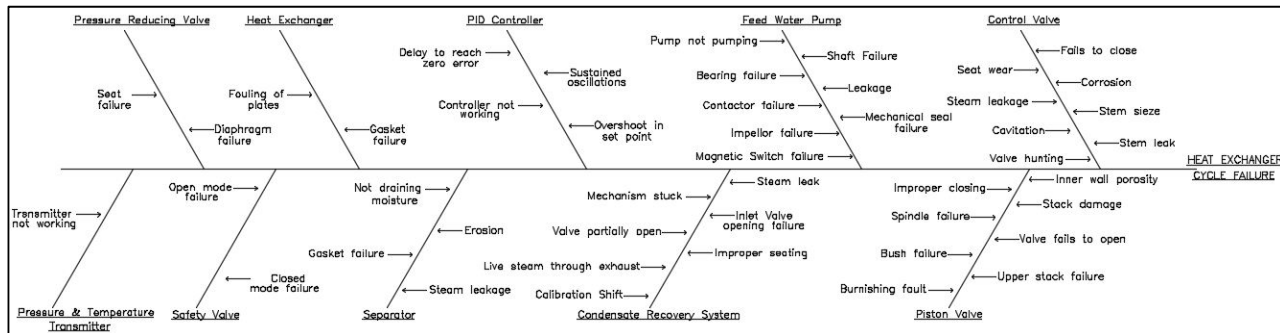 Pressure Reducing Valve
Seat
failure
Diaphragm
failure
Heat Exchanger
Fouling of
plates
Gasket
failure
PID Controller
Delay to reach
zero error
Sustained
oscillations
Controller not
working
Overshoot in
set point
Feed Water Pump
Pump not pumping
Shaft Failure
Bearing failure
Leakage
Contactor failure
Mechanical seal
failure
Impellor failure
Magnetic Switch failure
Control Valve
Fails to close
Seat wear
Corrosion
Steam leakage
Stem sieze
Cavitation
Stem leak
Valve hunting
HEAT EXCHANGER
CYCLE FAILURE
Transmitter
not working
Pressure & Temperature
Transmitter
Open mode
failure
Closed
mode failure
Safety Valve
Not draining
moisture
Erosion
Gasket failure
Steam leakage
Separator
Steam leak
Mechanism stuck
Inlet Valve
opening failure
Valve partially open
Improper seating
Live steam through exhaust
Calibration Shift
Condensate Recovery System
Inner wall porosity
Improper closing
Stack damage
Spindle failure
Valve fails to open
Bush failure
Upper stack failure
Burnishing fault
Piston Valve